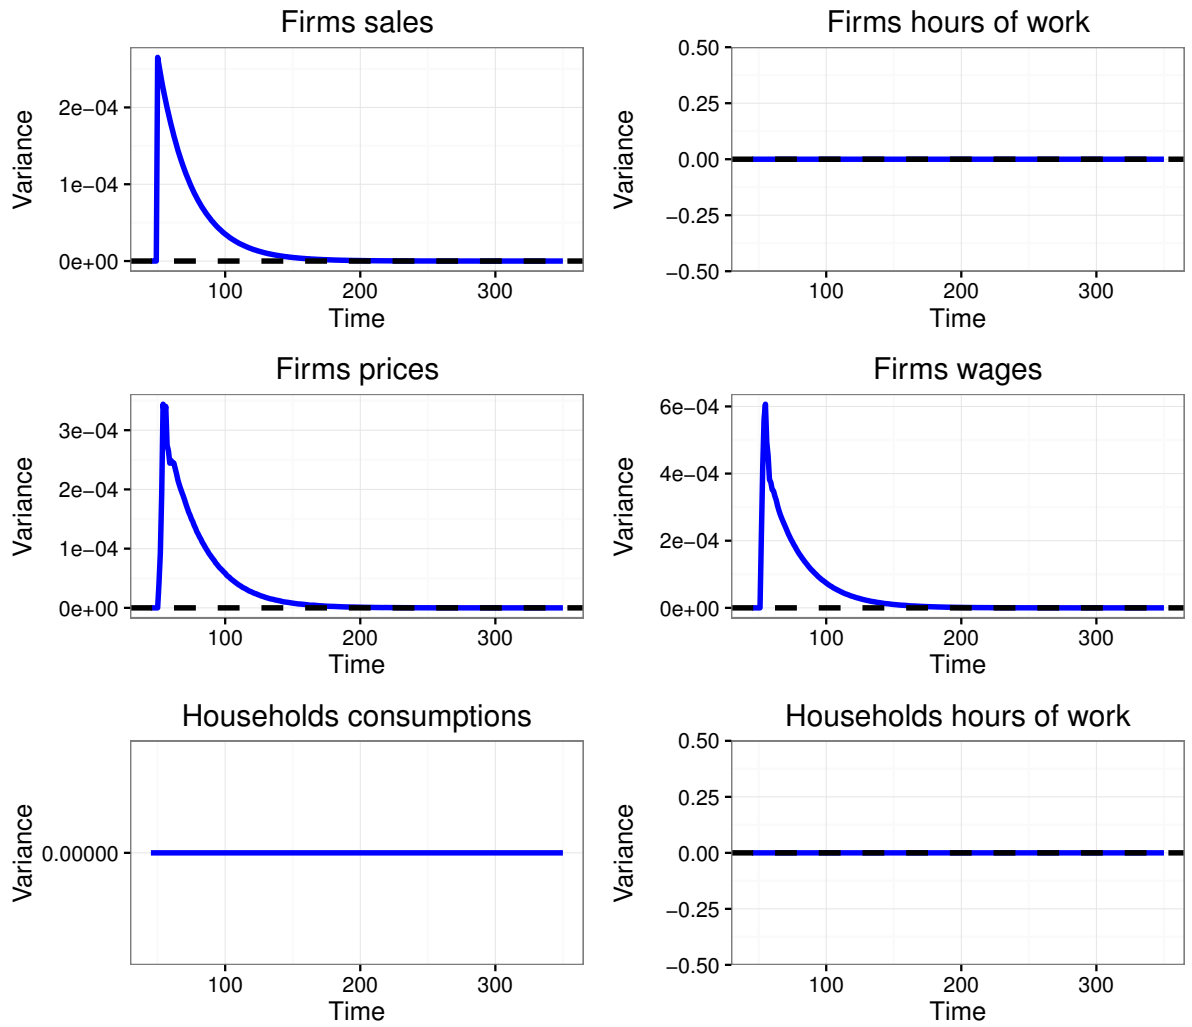 Firms sales
Variance
2e−04
1e−04
0e+00
100
200
300
Time
Firms hours of work
Variance
0.50
0.25
0.00
−0.25
−0.50
100
200
300
Time
Firms prices
Variance
3e−04
2e−04
1e−04
0e+00
100
200
300
Time
Firms wages
Variance
6e−04
4e−04
2e−04
0e+00
100
200
300
Time
Households consumptions
Variance
0.00000
100
200
300
Time
Households hours of work
Variance
0.50
0.25
0.00
−0.25
−0.50
100
200
300
Time